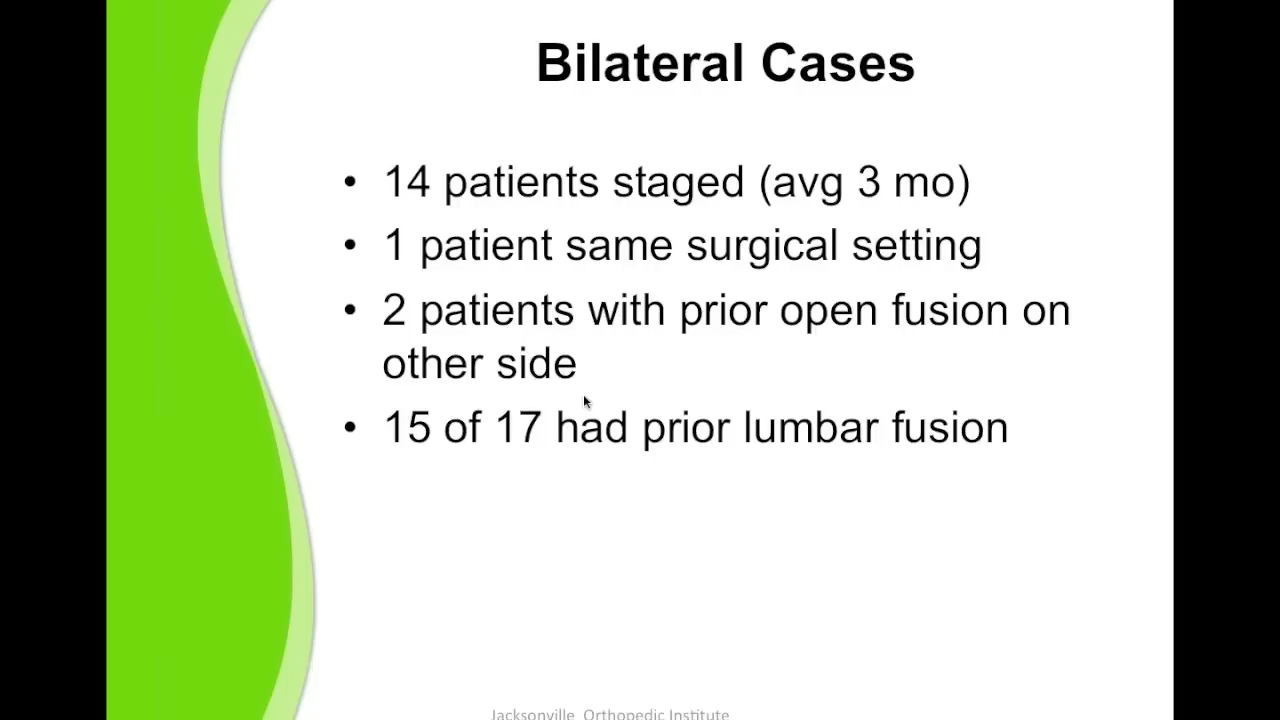 Bilateral Cases
• 14 patients staged (avg 3 mo)
• 1 patient same surgical setting
• 2 patients with prior open fusion on
other side
• 15 of 17 had prior lumbar fusion
Jacksonville Orthopedic Institute